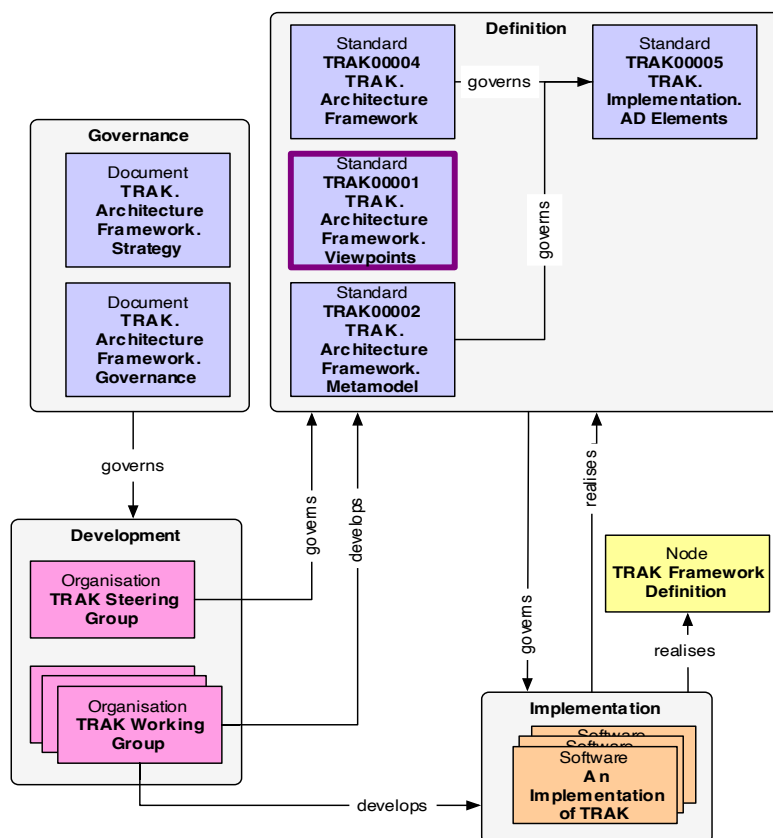 Definition
Standard
TRAK00004
TRAK.
Architecture
Framework
governs
Standard
TRAK00005
TRAK.
Implementation.
AD Elements
Governance
Document
TRAK.
Architecture
Framework.
Strategy
Standard
TRAK00001
TRAK.
Architecture
Framework.
Viewpoints
governs
Document
TRAK.
Architecture
Framework.
Governance
Standard
TRAK00002
TRAK.
Architecture
Framework.
Metamodel
governs
governs
develops
governs
realises
Development
Organisation
TRAK Steering
Group
Organisation
TRAK Working
Group
Node
TRAK Framework
Definition
realises
Implementation
Software
Software
Software
An
Implementation
of TRAK
develops